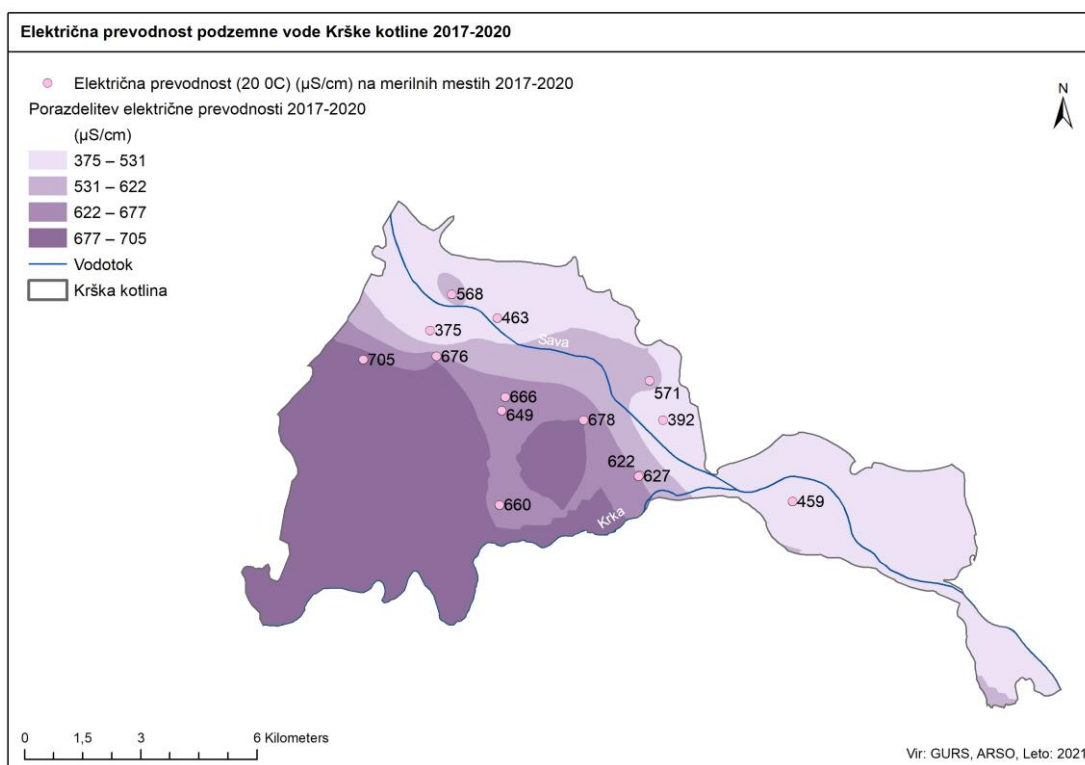 Električna prevodnost podzemne vode Krške kotline 2017-2020
Električna prevodnost (20 0C) (µS/cm) na merilnih mestih 2017-2020
Porazdelitev električne prevodnosti 2017-2020
(µS/cm)
375 – 531
531 – 622
622 – 677
677 – 705
Vodotok
Krška kotlina
N
568
463
375
Sava
705
676
571
666
649
678
392
622
627
660
459
Krka
0 1,5 3 6 Kilometers
Vir: GURS, ARSO, Leto: 2021